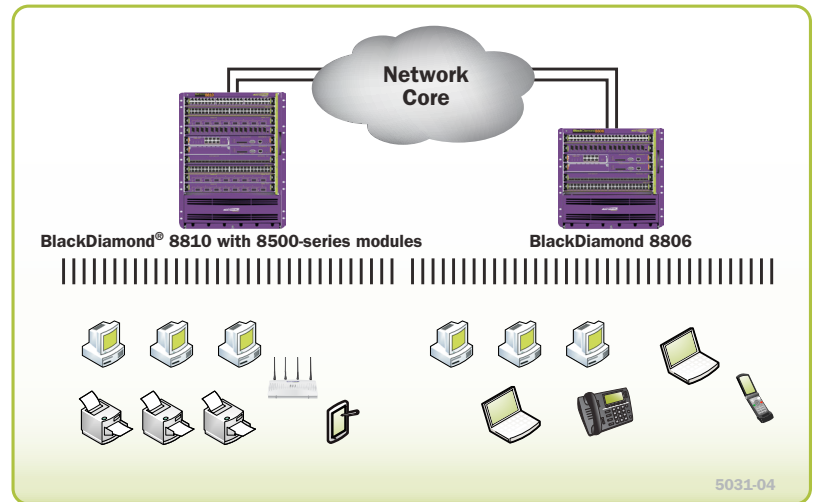 Network
Core
BlackDiamond® 8810 with 8500-series modules
BlackDiamond 8806
5031-04